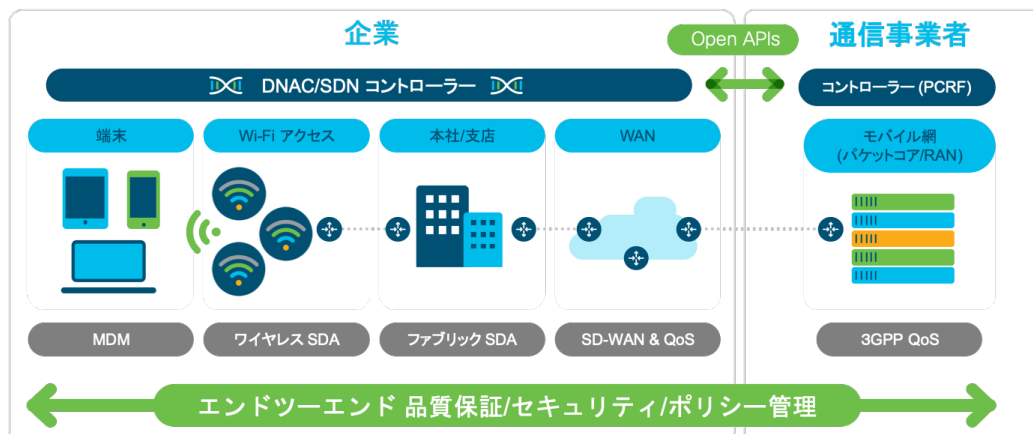 企業
Open APIs
通信事業者
DNAC/SDN コントローラー
コントローラー (PCRF)
端末
Wi-Fi アクセス
本社/支店
WAN
モバイル網
(パケットコア/RAN)
MDM
ワイヤレス SDA
ファブリック SDA
SD-WAN & QoS
3GPP QoS
エンドツーエンド 品質保証/セキュリティ/ポリシー管理